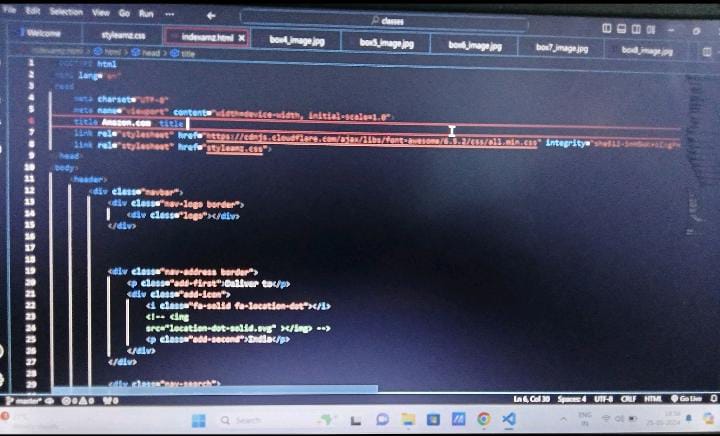 File Edit Selection View Go Run ··· ← classes
Welcome styleamz.css indexamz.html × box4_image.jpg box5_image.jpg box6_image.jpg box7_image.jpg box8_image.jpg
indexamz.html > html > head > title
1 html
2 lang="en"
3 head
4 meta charset="UTF-8"
5 meta name="viewport" content="width=device-width, initial-scale=1.0">
6 title Amazon.com title
7 link rel="stylesheet" href="https://cdnjs.cloudflare.com/ajax/libs/font-awesome/6.5.2/css/all.min.css" integrity=
8 link rel="stylesheet" href="styleamz.css">
9 head>
10 body>
11 <header>
12 <div class="navbar">
13 <div class="nav-logo border">
14 <div class="logo"></div>
15 </div>
16
17
18
19 <div class="nav-address border">
20 <p class="add-first">Deliver to</p>
21 <div class="add-icon">
22 <i class="fa-solid fa-location-dot"></i>
23 <!-- <img
24 src="location-dot-solid.svg" ></img> -->
25 <p class="add-second">India</p>
26 </div>
27 </div>
28
29 <div class="nav-search">
master* 0 0 0 Ln 6, Col 30 Spaces: 4 UTF-8 CRLF HTML Go Live
Search ENG IN